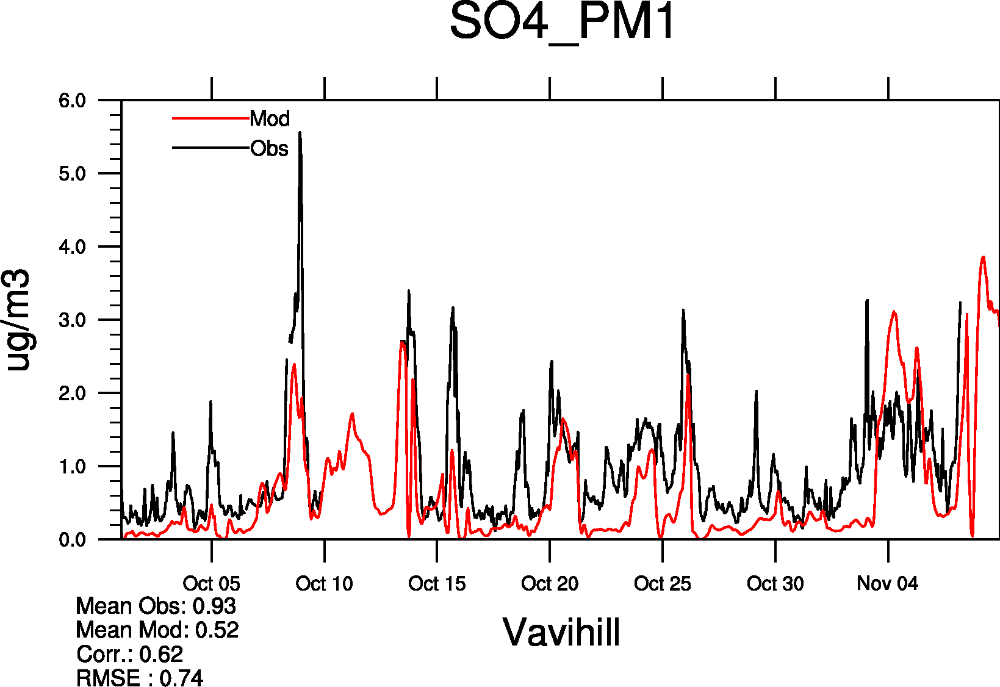 SO4_PM1
6.0
Mod
Obs
5.0
4.0
ug/m3
3.0
2.0
1.0
0.0
Oct 05 Oct 10 Oct 15 Oct 20 Oct 25 Oct 30 Nov 04
Mean Obs: 0.93
Mean Mod: 0.52
Vavihill
Corr.: 0.62
RMSE : 0.74